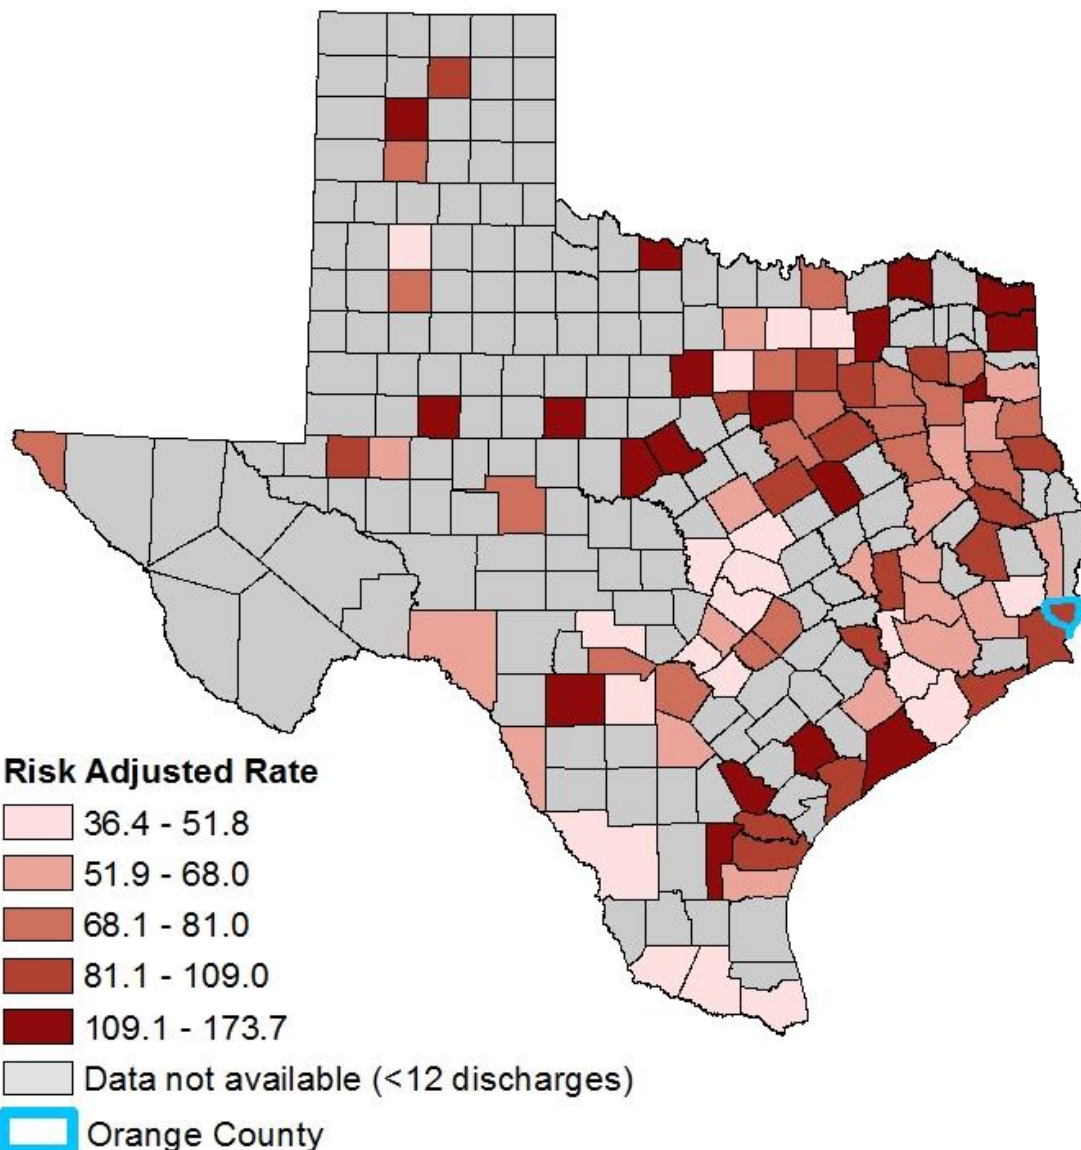 Risk Adjusted Rate
36.4 - 51.8
51.9 - 68.0
68.1 - 81.0
81.1 - 109.0
109.1 - 173.7
Data not available (<12 discharges)
Orange County